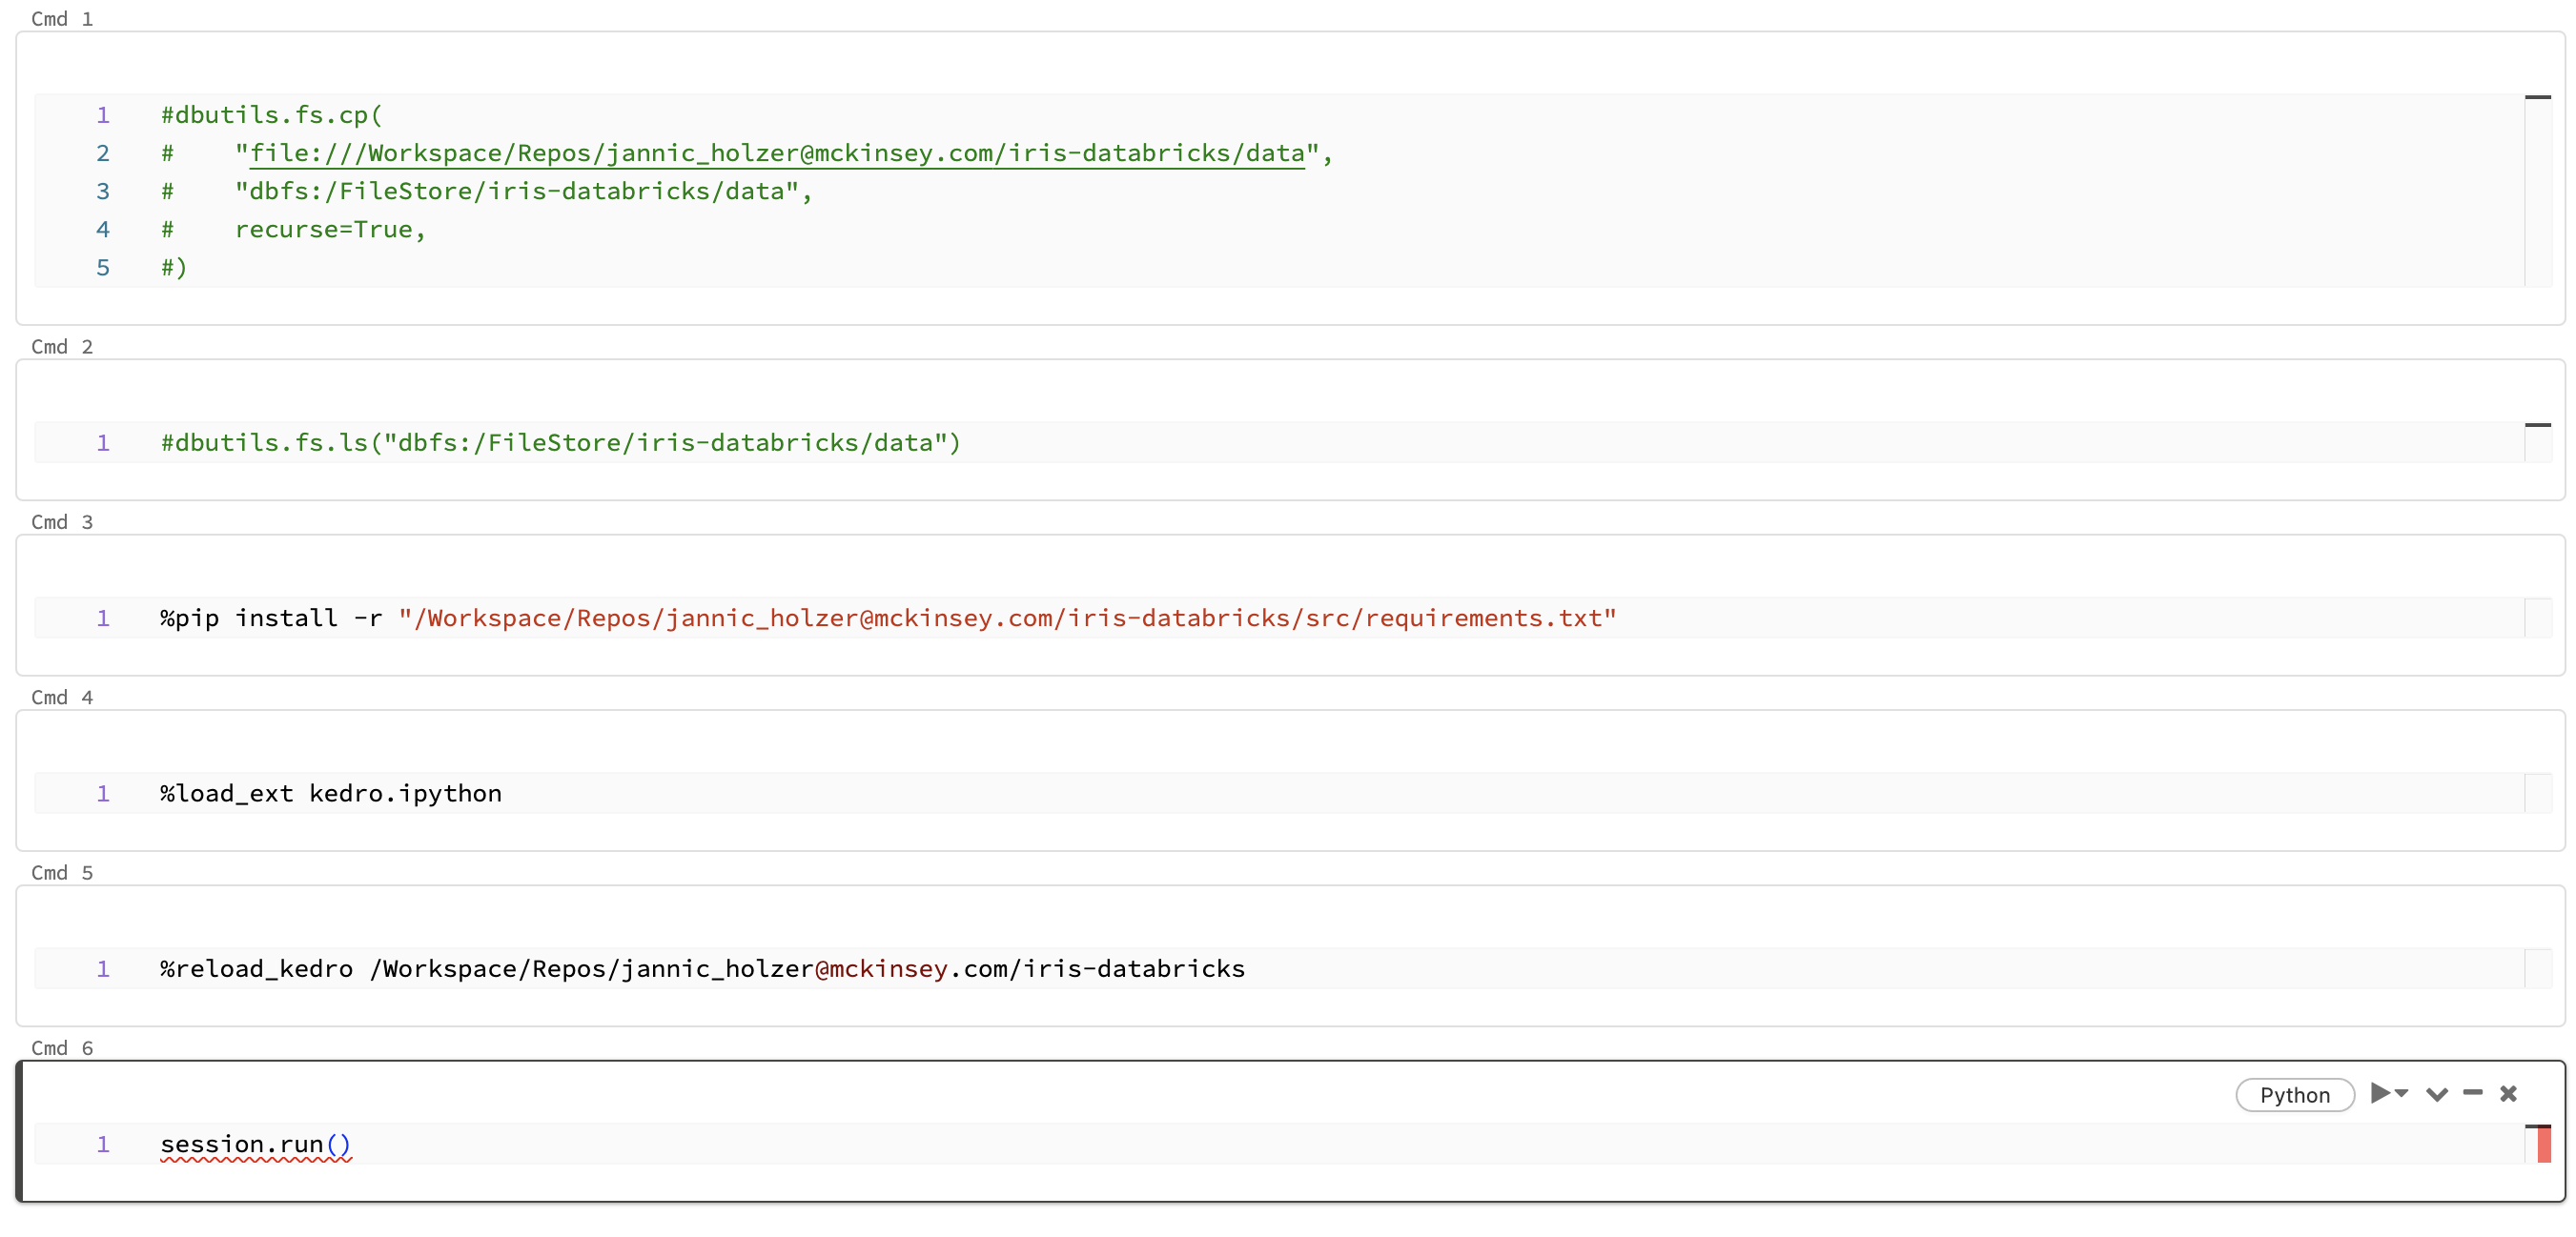 Cmd 1
1 #dbutils.fs.cp(
2 #    "file:///Workspace/Repos/jannic_holzer@mckinsey.com/iris-databricks/data",
3 #    "dbfs:/FileStore/iris-databricks/data",
4 #    recurse=True,
5 #)
Cmd 2
1 #dbutils.fs.ls("dbfs:/FileStore/iris-databricks/data")
Cmd 3
1 %pip install -r "/Workspace/Repos/jannic_holzer@mckinsey.com/iris-databricks/src/requirements.txt"
Cmd 4
1 %load_ext kedro.ipython
Cmd 5
1 %reload_kedro /Workspace/Repos/jannic_holzer@mckinsey.com/iris-databricks
Cmd 6
Python
1 session.run()